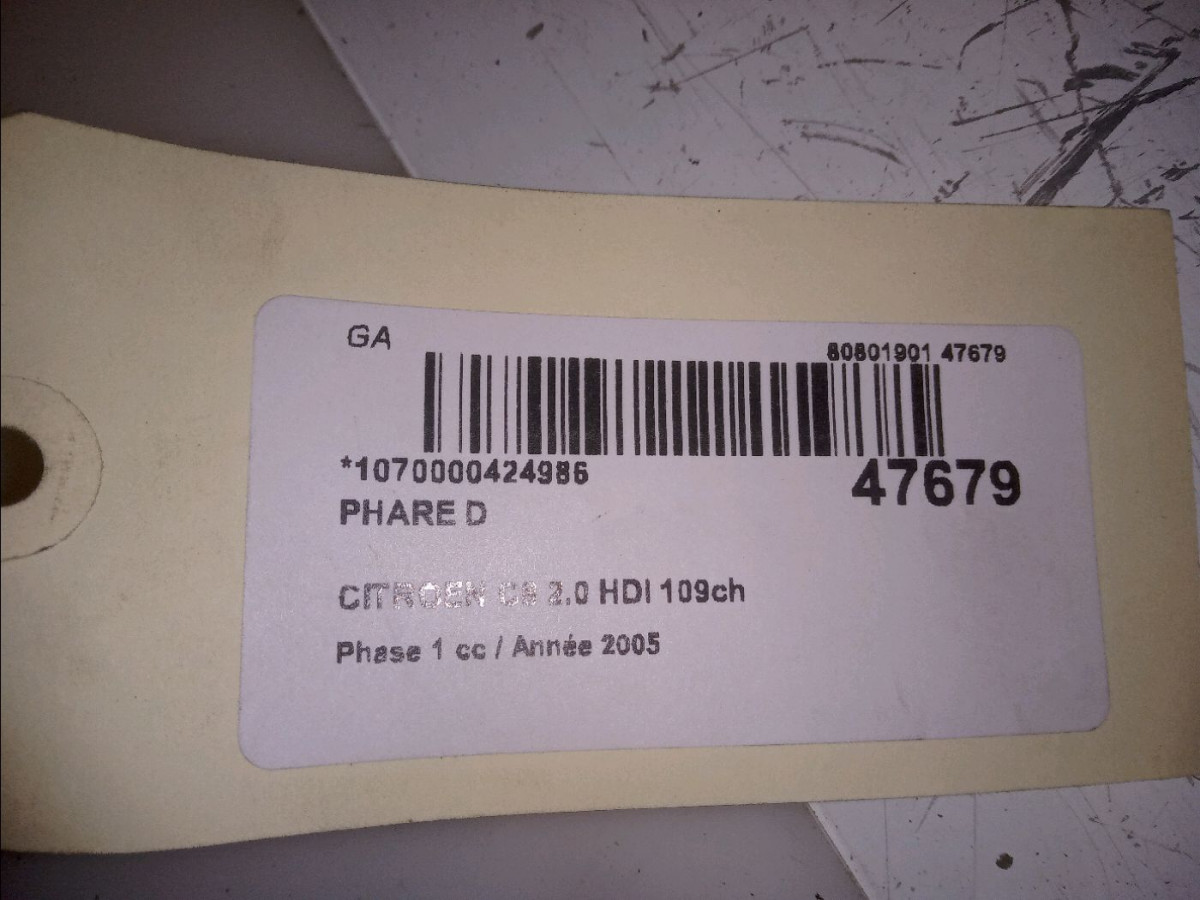 GA
80801901 47679
*1070000424986
47679
PHARE D
CITROEN C8 2.0 HDI 109ch
Phase 1 cc / Année 2005